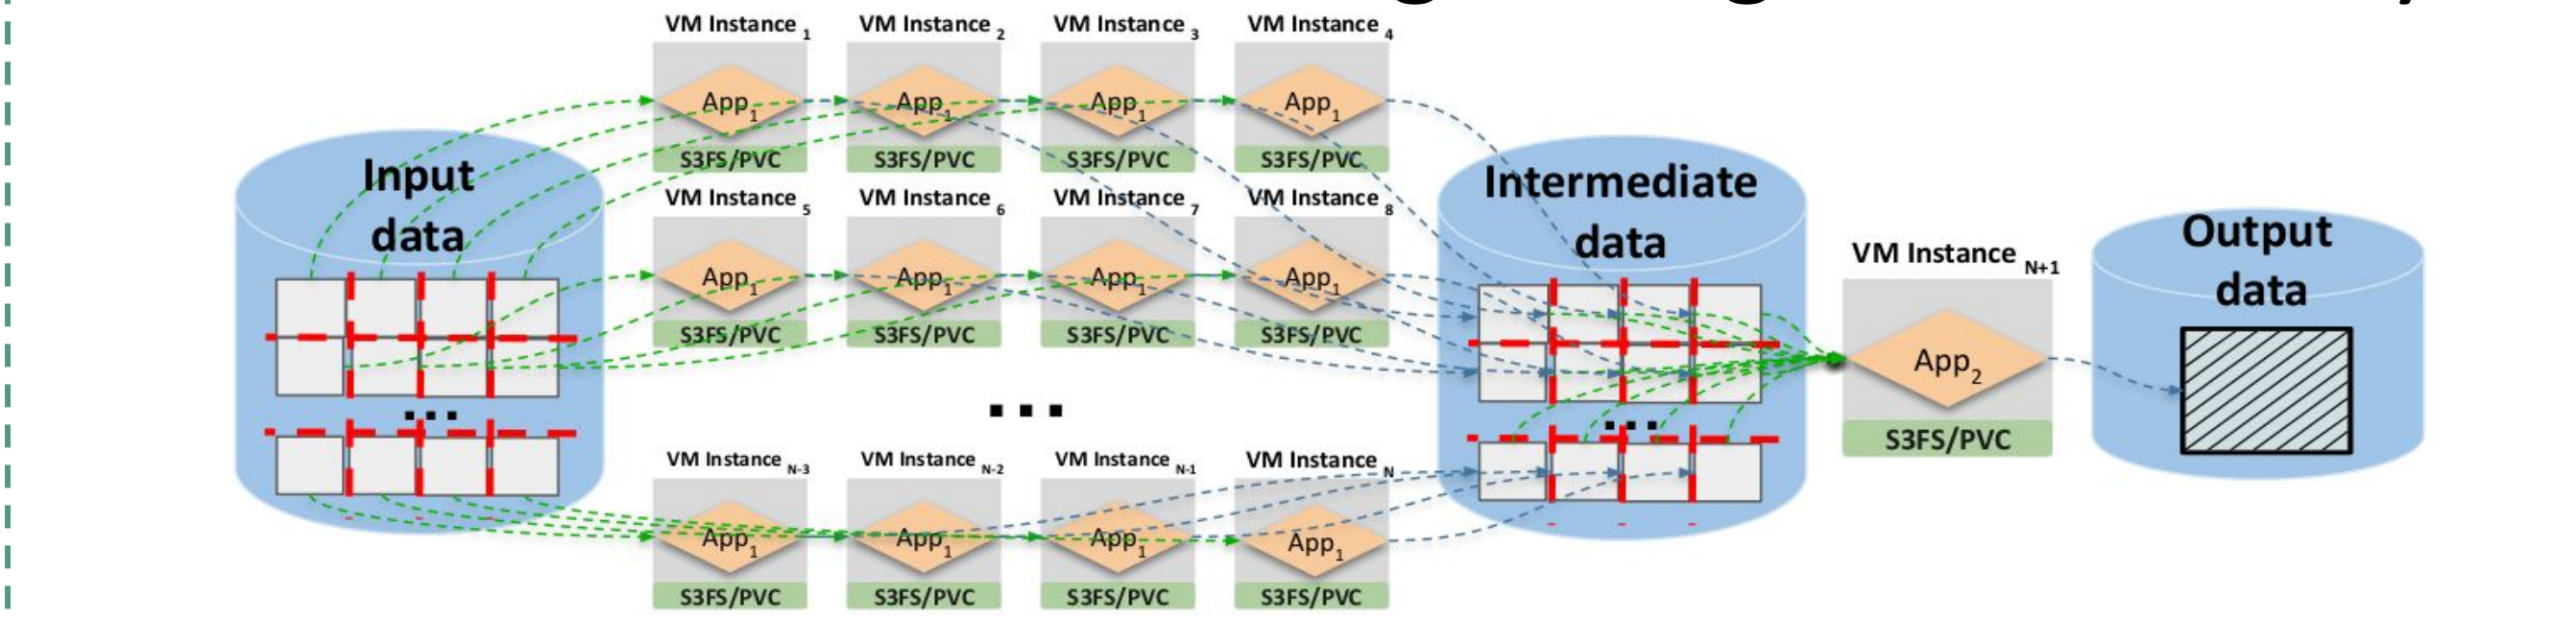 VM Instance 1
VM Instance 2
VM Instance 3
VM Instance 4
App1
App1
App1
App1
S3FS/PVC
S3FS/PVC
S3FS/PVC
S3FS/PVC
Input
data
VM Instance 5
VM Instance 6
VM Instance 7
VM Instance 8
App1
App1
App1
App1
S3FS/PVC
S3FS/PVC
S3FS/PVC
S3FS/PVC
...
...
VM Instance N-3
VM Instance N-2
VM Instance N-1
VM Instance N
App1
App1
App1
App1
S3FS/PVC
S3FS/PVC
S3FS/PVC
S3FS/PVC
Intermediate
data
...
VM Instance N+1
App2
S3FS/PVC
Output
data